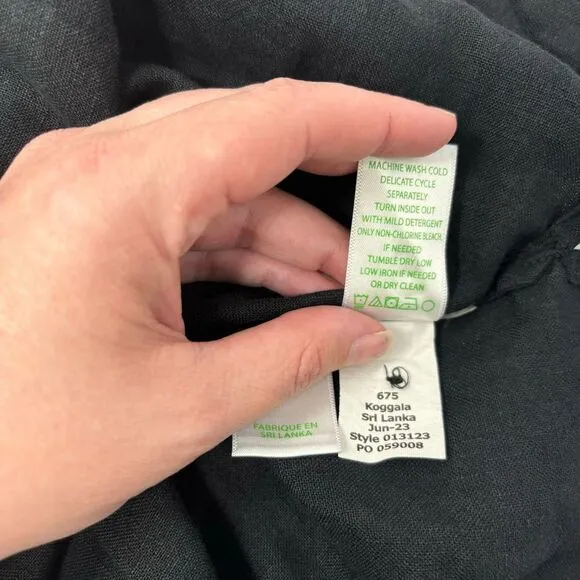 MACHINE WASH COLD
DELICATE CYCLE
SEPARATELY
TURN INSIDE OUT
WITH MILD DETERGENT
ONLY NON-CHLORINE BLEACH
IF NEEDED
TUMBLE DRY LOW
LOW IRON IF NEEDED
OR DRY CLEAN
675
Koggala
Sri Lanka
Jun-23
Style 013123
PO 059008
FABRIQUE EN
SRI LANKA